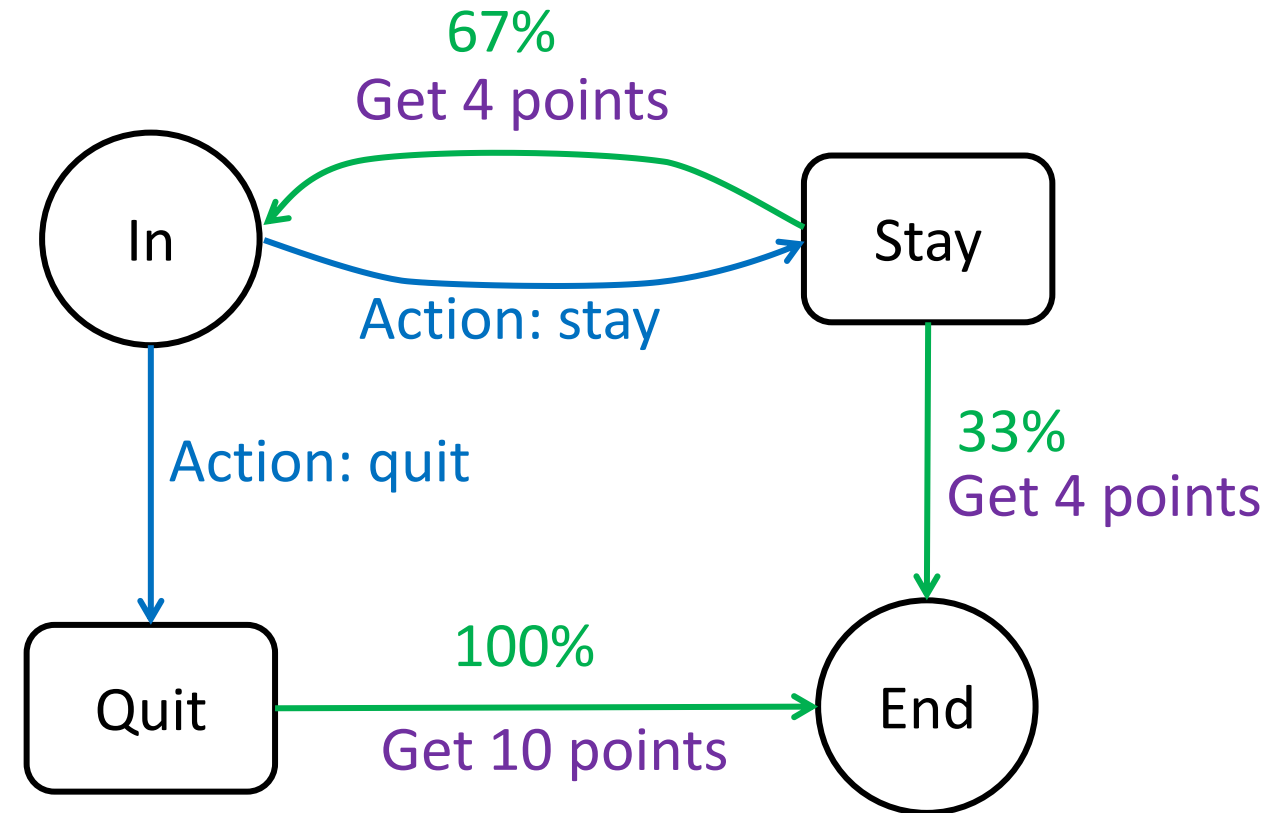 67%
Get 4 points
In
Stay
Action: stay
33%
Action: quit
Get 4 points
100%
Quit
End
Get 10 points